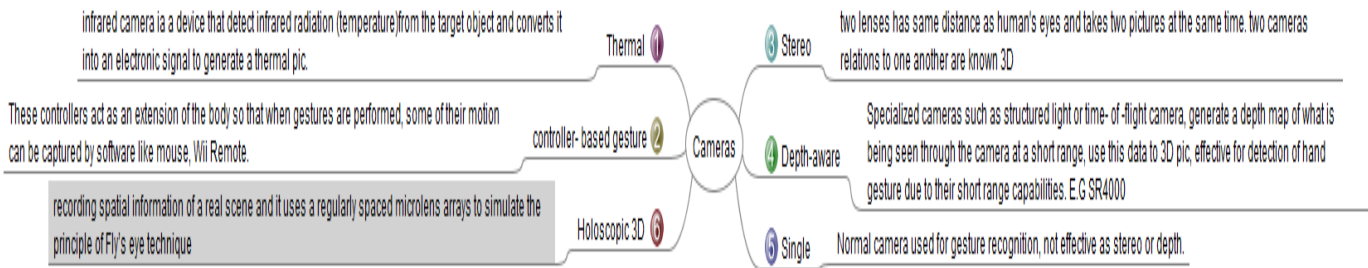 infrared camera ia a device that detect infrared radiation (temperature)from the target object and converts it
into an electronic signal to generate a thermal pic.
Thermal 1
These controllers act as an extension of the body so that when gestures are performed, some of their motion
can be captured by software like mouse, Wii Remote.
controller- based gesture 2
recording spatial information of a real scene and it uses a regularly spaced microlens arrays to simulate the
principle of Fly's eye technique
Holoscopic 3D 6
Cameras
3 Stereo
two lenses has same distance as human's eyes and takes two pictures at the same time. two cameras
relations to one another are known 3D
4 Depth-aware
Specialized cameras such as structured light or time- of -flight camera, generate a depth map of what is
being seen through the camera at a short range, use this data to 3D pic, effective for detection of hand
gesture due to their short range capabilities. E.G SR4000
5 Single
Normal camera used for gesture recognition, not effective as stereo or depth.